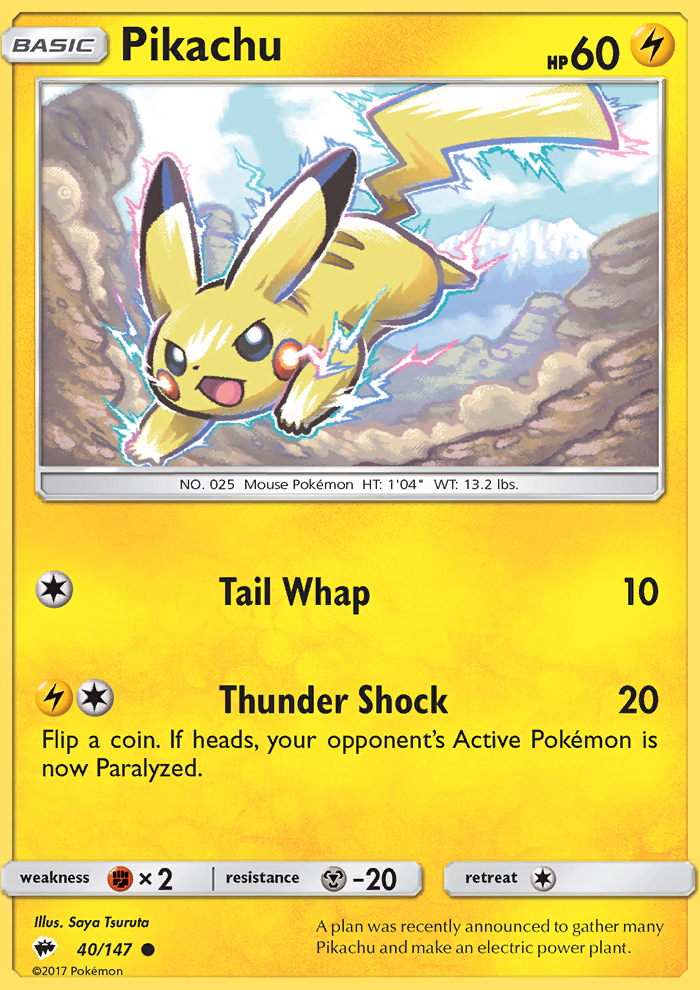 BASIC Pikachu HP60
NO. 025 Mouse Pokémon HT: 1'04" WT: 13.2 lbs.
Tail Whap 10
Thunder Shock 20
Flip a coin. If heads, your opponent's Active Pokémon is
now Paralyzed.
weakness ×2 resistance -20 retreat
Illus. Saya Tsuruta
40/147
©2017 Pokémon
A plan was recently announced to gather many
Pikachu and make an electric power plant.